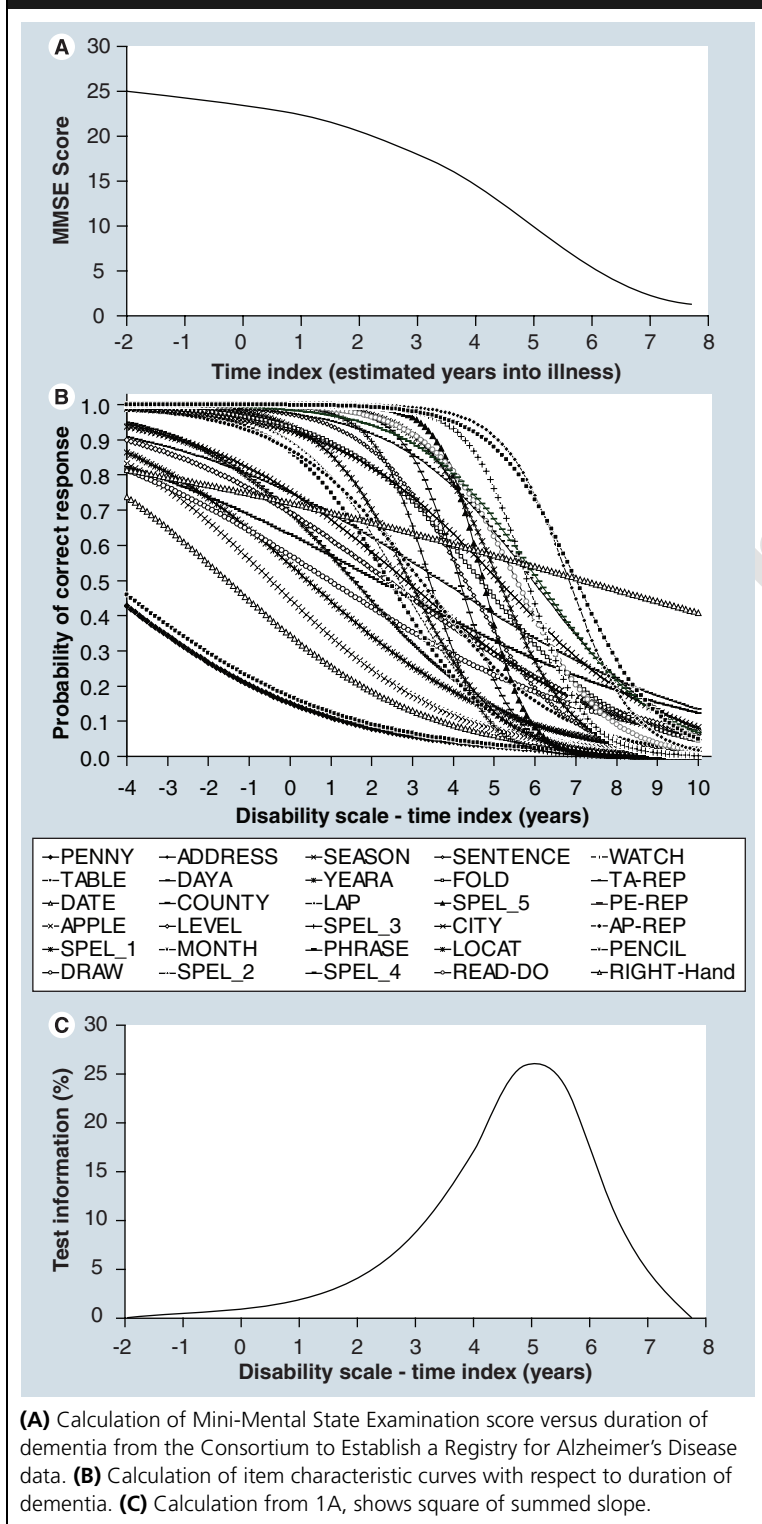 A
30
25
20
15
10
5
0
MMSE Score
-2 -1 0 1 2 3 4 5 6 7 8
Time index (estimated years into illness)
B
1.0
0.9
0.8
0.7
0.6
0.5
0.4
0.3
0.2
0.1
0.0
Probability of correct response
-4 -3 -2 -1 0 1 2 3 4 5 6 7 8 9 10
Disability scale - time index (years)
PENNY ADDRESS SEASON SENTENCE WATCH
TABLE DAYA YEARA FOLD TA-REP
DATE COUNTY LAP SPEL_5 PE-REP
APPLE LEVEL SPEL_3 CITY AP-REP
SPEL_1 MONTH PHRASE LOCAT PENCIL
DRAW SPEL_2 SPEL_4 READ-DO RIGHT-Hand
C
30
25
20
15
10
5
0
Test information (%)
-2 -1 0 1 2 3 4 5 6 7 8
Disability scale - time index (years)
(A) Calculation of Mini-Mental State Examination score versus duration of
dementia from the Consortium to Establish a Registry for Alzheimer's Disease
data. (B) Calculation of item characteristic curves with respect to duration of
dementia. (C) Calculation from 1A, shows square of summed slope.